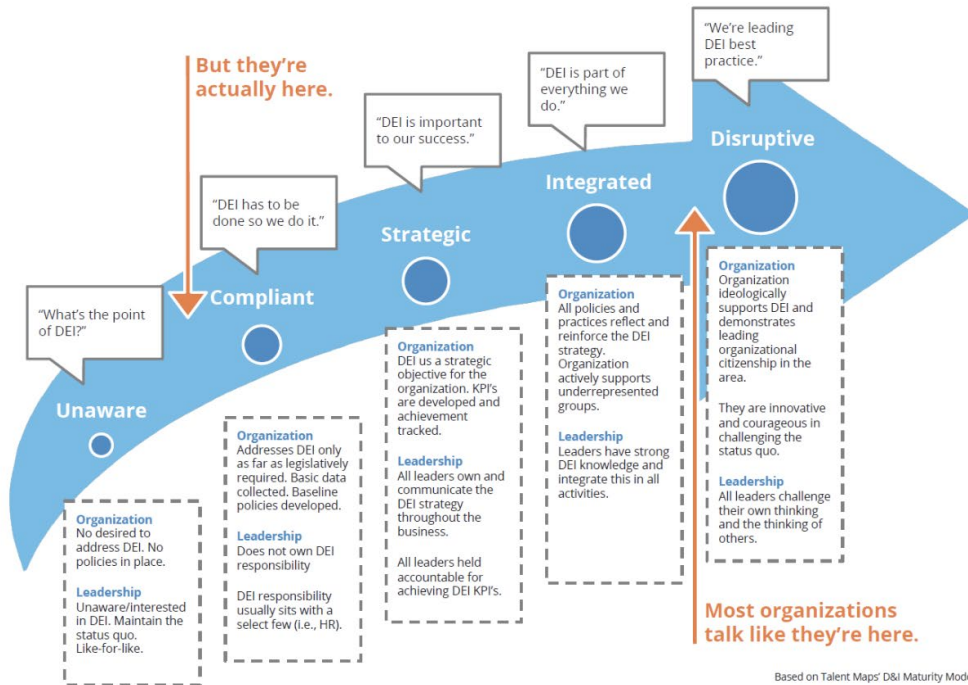 But they're
actually here.
"What's the point
of DEI?"
Unaware
Organization
No desired to
address DEI. No
policies in place.
Leadership
Unaware/interested
in DEI. Maintain the
status quo.
Like-for-like.
"DEI has to be
done so we do it."
Compliant
Organization
Addresses DEI only
as far as legislatively
required. Basic data
collected. Baseline
policies developed.
Leadership
Does not own DEI
responsibility
DEI responsibility
usually sits with a
select few (i.e., HR).
"DEI is important
to our success."
Strategic
Organization
DEI us a strategic
objective for the
organization. KPI's
are developed and
achievement
tracked.
Leadership
All leaders own and
communicate the
DEI strategy
throughout the
business.
All leaders held
accountable for
achieving DEI KPI's.
"DEI is part of
everything we
do."
Integrated
Organization
All policies and
practices reflect and
reinforce the DEI
strategy.
Organization
actively supports
underrepresented
groups.
Leadership
Leaders have strong
DEI knowledge and
integrate this in all
activities.
"We're leading
DEI best
practice."
Disruptive
Organization
Organization
ideologically
supports DEI and
demonstrates
leading
organizational
citizenship in the
area.
They are innovative
and courageous in
challenging the
status quo.
Leadership
All leaders challenge
their own thinking
and the thinking of
others.
Most organizations
talk like they're here.
Based on Talent Maps' D&I Maturity Mode